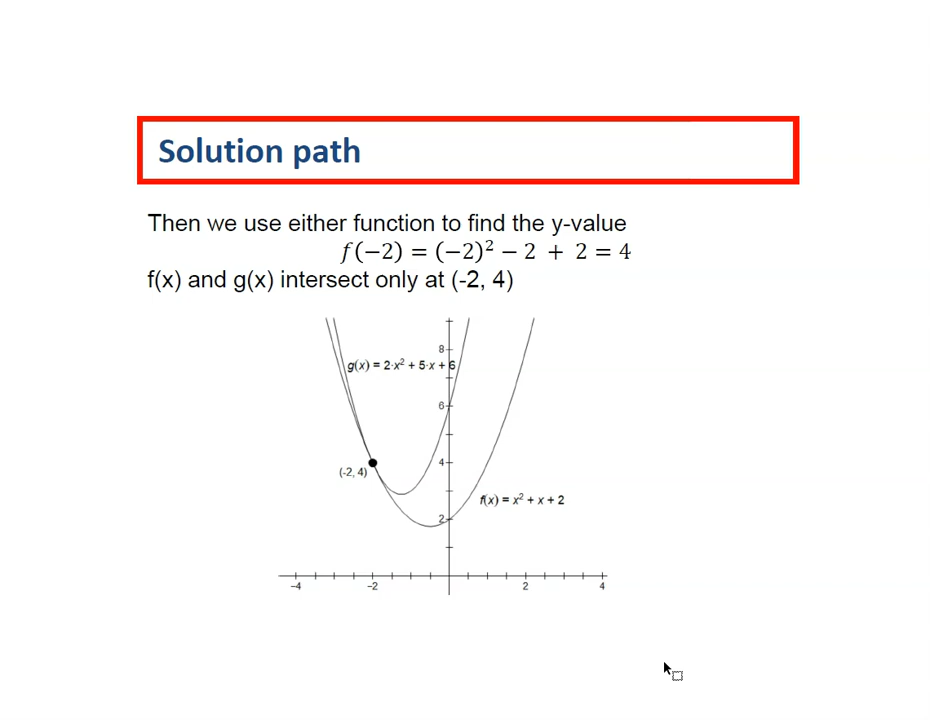 Solution path
Then we use either function to find the y-value
f(−2) = (−2)² − 2 + 2 = 4
f(x) and g(x) intersect only at (-2, 4)
8
g(x) = 2·x² + 5·x + 6
6
4
(-2, 4)
f(x) = x² + x + 2
2
−4 −2 2 4